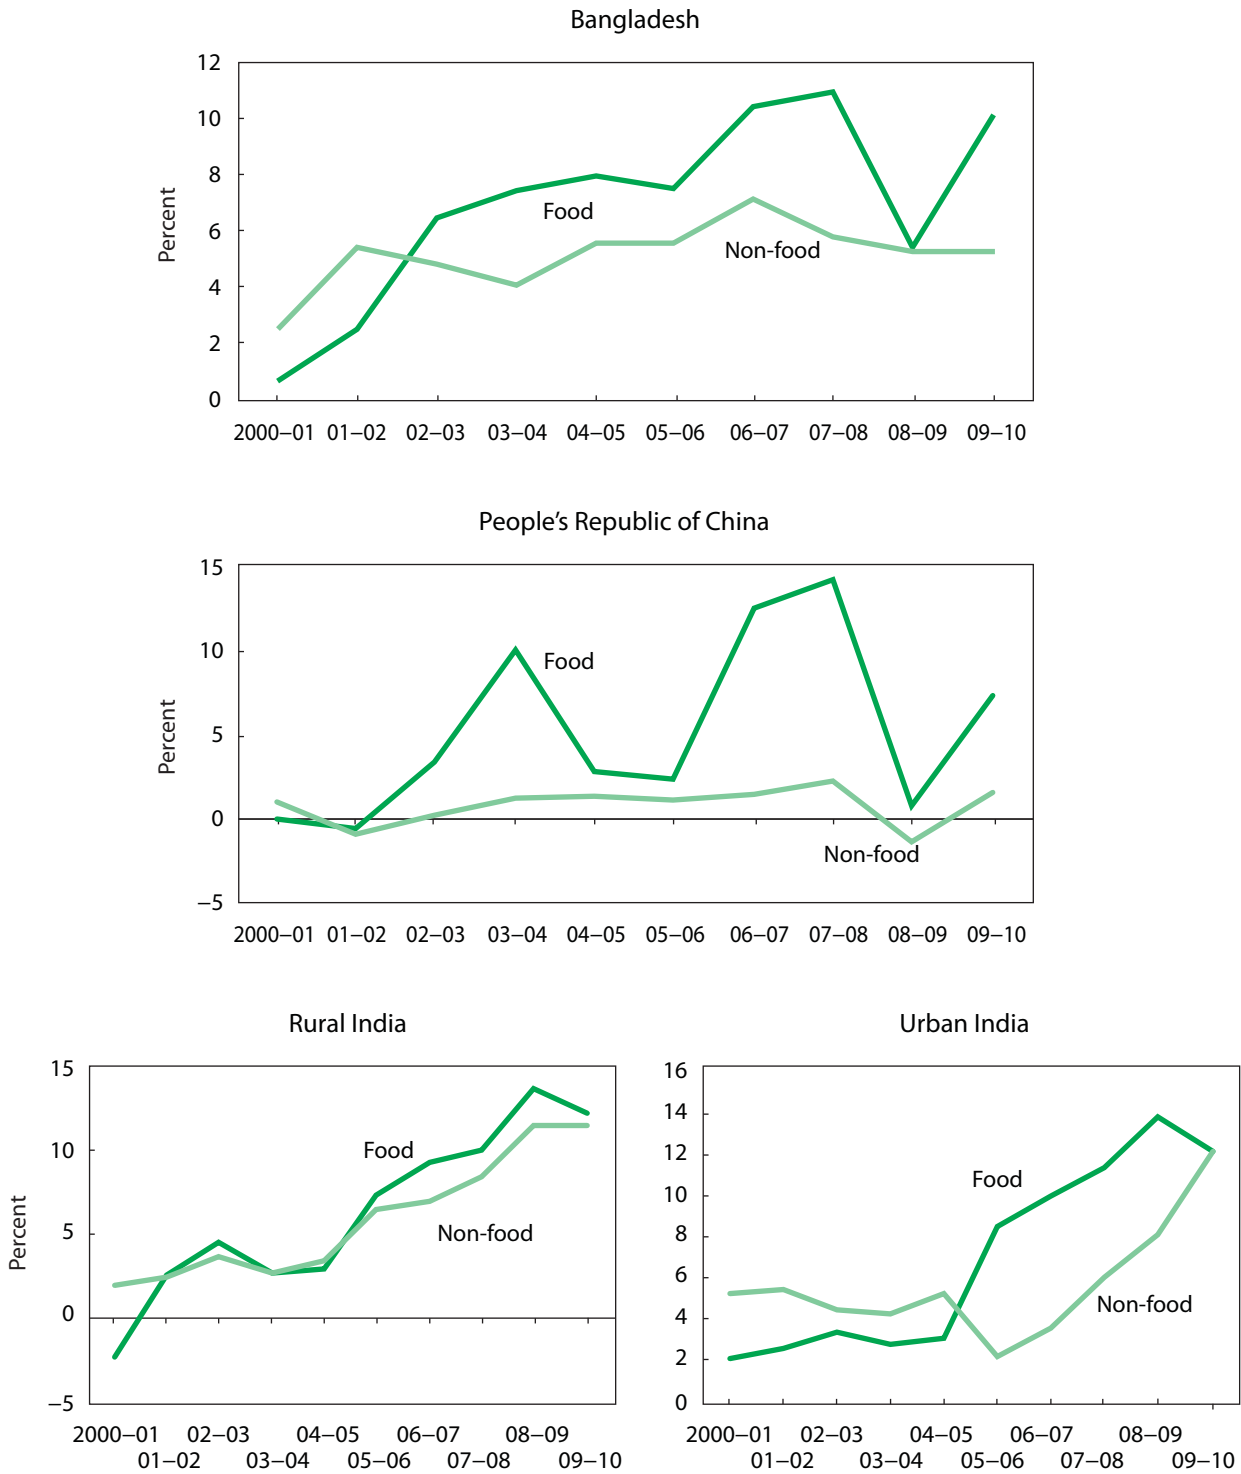 Bangladesh
12
10
8
6
4
2
0
Percent
Food
Non-food
2000–01 01–02 02–03 03–04 04–05 05–06 06–07 07–08 08–09 09–10
People’s Republic of China
15
10
5
0
–5
Percent
Food
Non-food
2000–01 01–02 02–03 03–04 04–05 05–06 06–07 07–08 08–09 09–10
Rural India
15
10
5
0
–5
Percent
Food
Non-food
2000–01 02–03 04–05 06–07 08–09
01–02 03–04 05–06 07–08 09–10
Urban India
16
14
12
10
8
6
4
2
0
Food
Non-food
2000–01 02–03 04–05 06–07 08–09
01–02 03–04 05–06 07–08 09–10